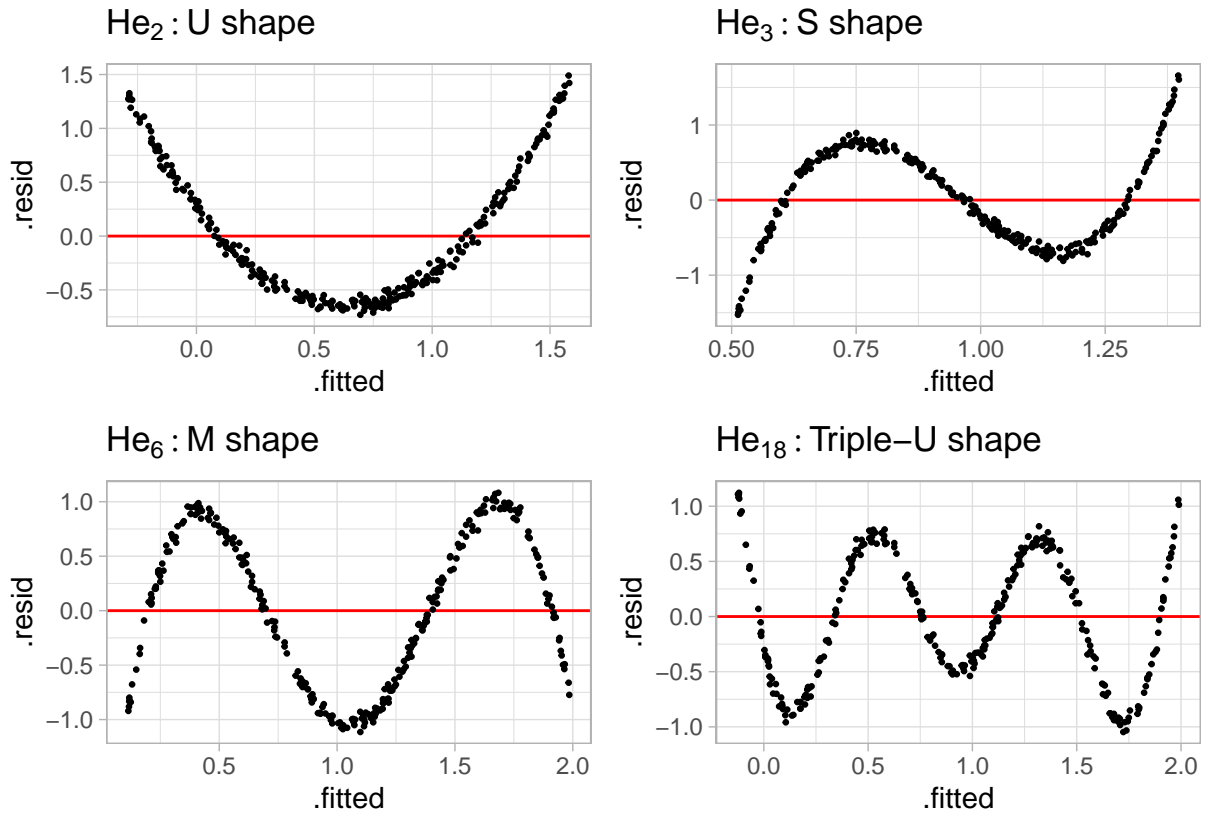 He₂ : U shape
1.5
1.0
0.5
0.0
−0.5
.resid
0.0 0.5 1.0 1.5
.fitted
He₃ : S shape
1
0
−1
.resid
0.50 0.75 1.00 1.25
.fitted
He₆ : M shape
1.0
0.5
0.0
−0.5
−1.0
.resid
0.5 1.0 1.5 2.0
.fitted
He₁₈ : Triple−U shape
1.0
0.5
0.0
−0.5
−1.0
.resid
0.0 0.5 1.0 1.5 2.0
.fitted